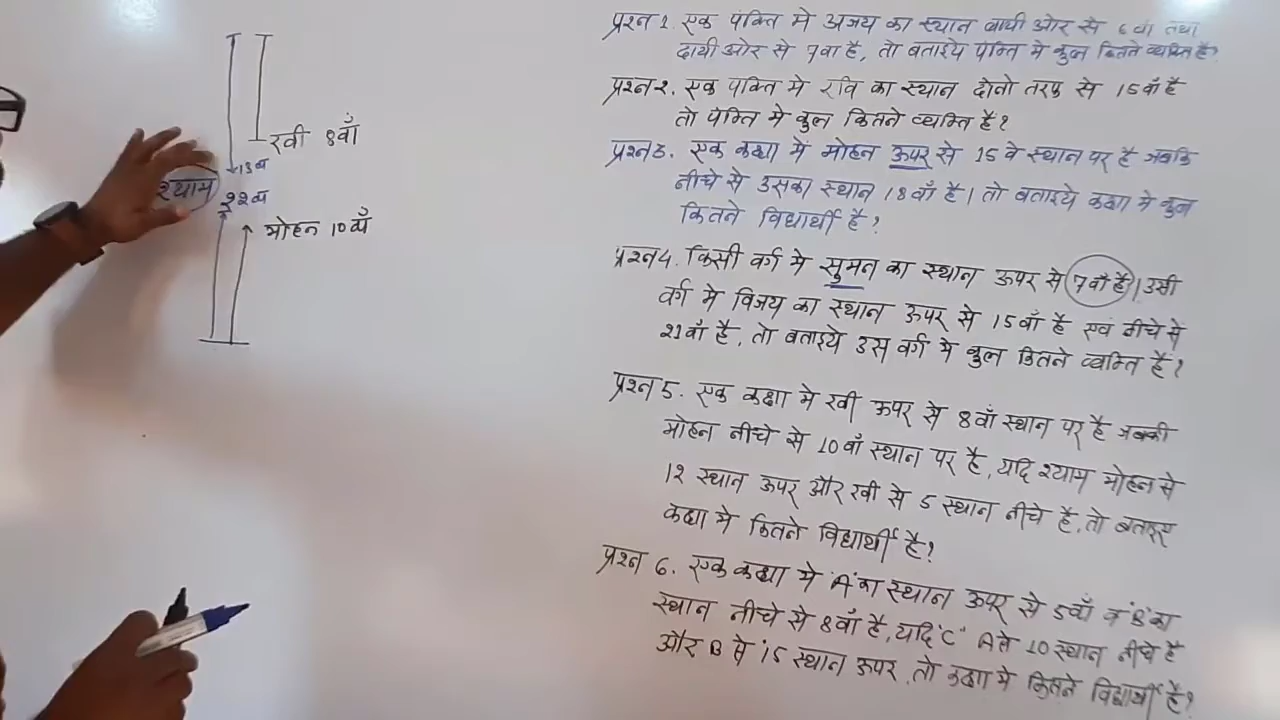 रवी 8वाँ
13वा
श्याम
22वा
मोहन 10वाँ
प्रश्न 1. एक पंक्ति मे अजय का स्थान बायी ओर से 6 वा तथा
दायी ओर से 7वा है, तो बताइये पंक्ति मे कुल कितने व्यक्ति है?
प्रश्न 2. एक पंक्ति मे रवि का स्थान दोनो तरफ से 15वाँ है
तो पंक्ति मे कुल कितने व्यक्ति है?
प्रश्न 3. एक कक्षा मे मोहन ऊपर से 15 वे स्थान पर है जबकि
नीचे से उसका स्थान 18वाँ है। तो बताइये कक्षा मे कुल
कितने विद्यार्थी है?
प्रश्न 4. किसी वर्ग मे सुमन का स्थान ऊपर से 7वाँ है। उसी
वर्ग मे विजय का स्थान ऊपर से 15वाँ है एवं नीचे से
21वाँ है, तो बताइये उस वर्ग मे कुल कितने व्यक्ति है?
प्रश्न 5. एक कक्षा मे रवी ऊपर से 8वाँ स्थान पर है जबकी
मोहन नीचे से 10वाँ स्थान पर है, यदि श्याम मोहन से
12 स्थान ऊपर और रवी से 5 स्थान नीचे है, तो बताइए
कक्षा मे कितने विद्यार्थी है?
प्रश्न 6. एक कक्षा मे "A" का स्थान ऊपर से 5वाँ व "B" का
स्थान नीचे से 8वाँ है, यदि "C" A से 10 स्थान नीचे है
और B से 15 स्थान ऊपर, तो कक्षा मे कितने विद्यार्थी है?